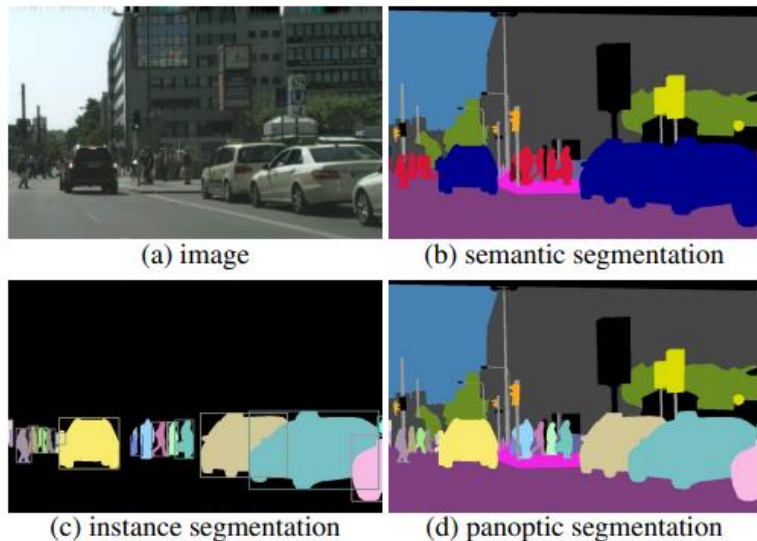 (a) image
(b) semantic segmentation
(c) instance segmentation
(d) panoptic segmentation